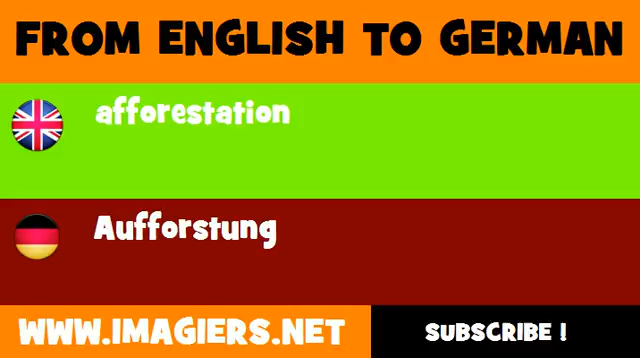 FROM ENGLISH TO GERMAN
afforestation
Aufforstung
WWW.IMAGIERS.NET
SUBSCRIBE !